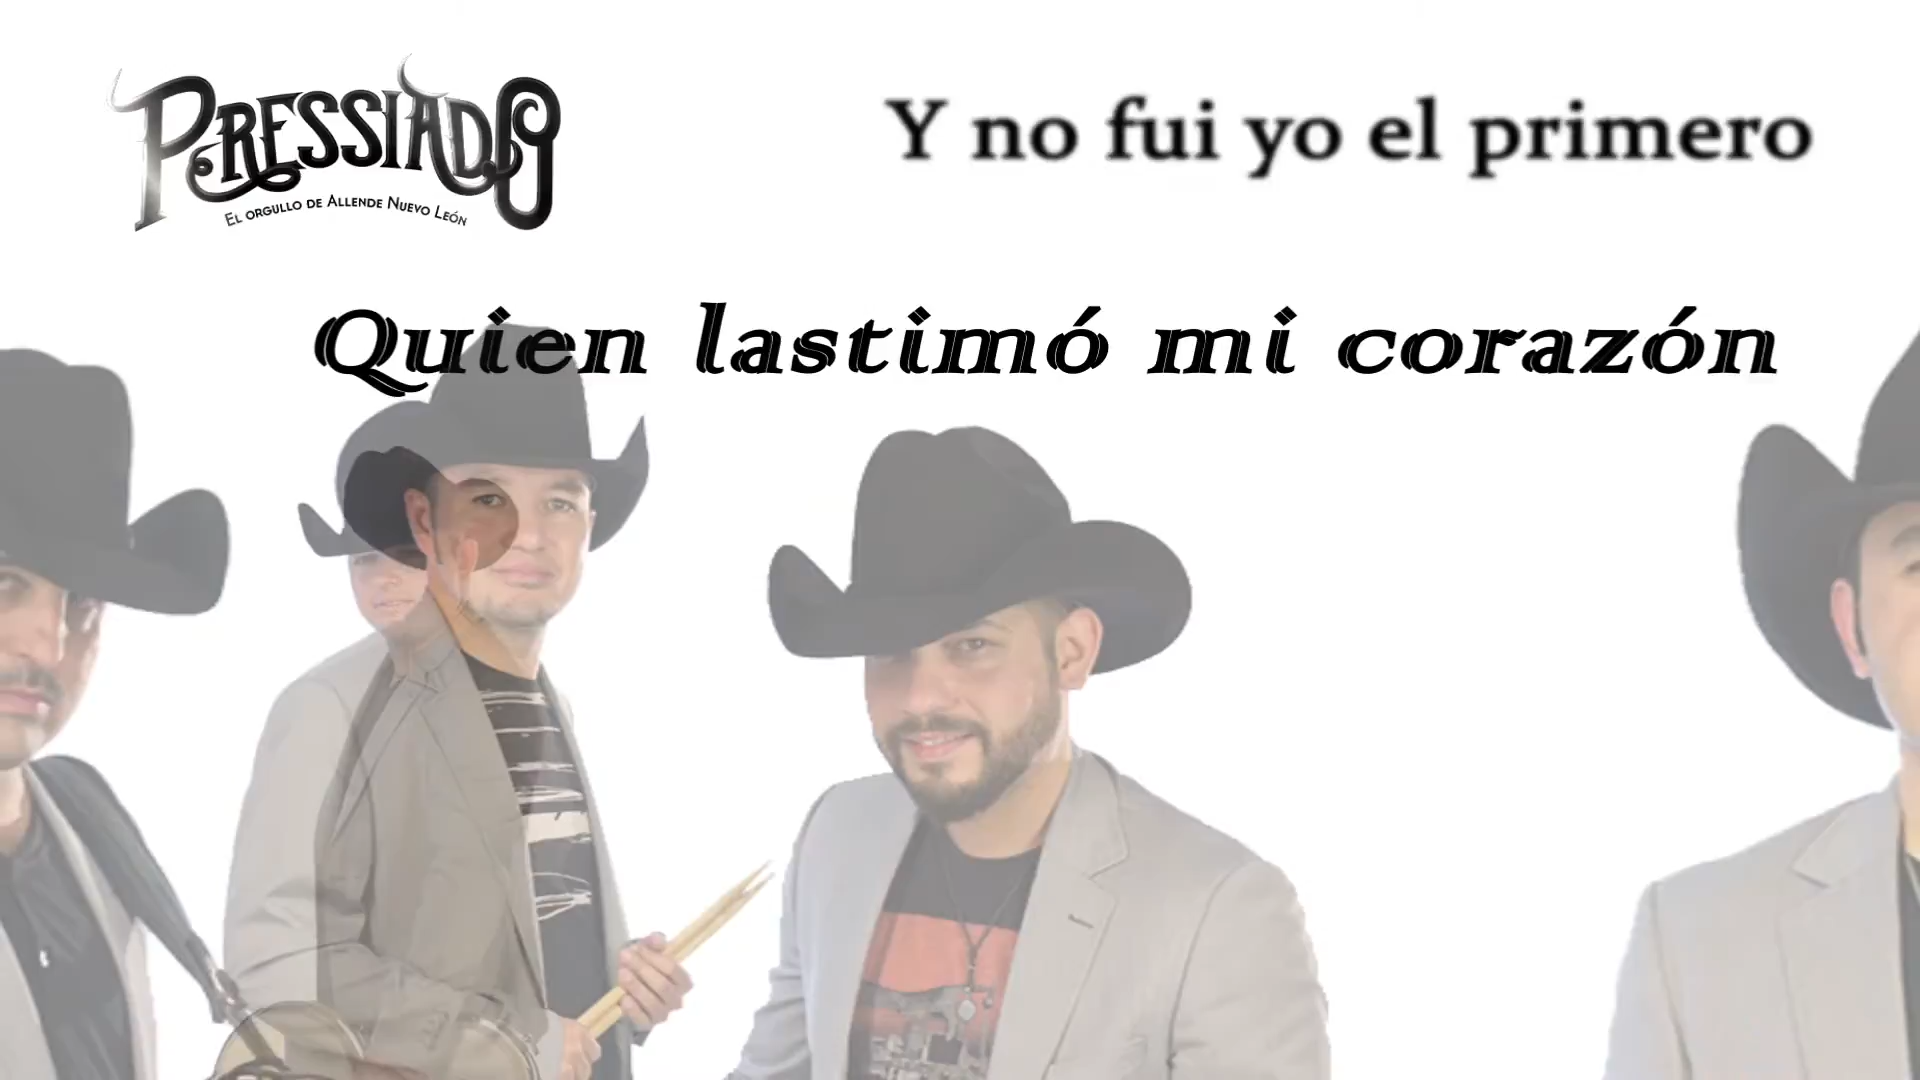 PRESSIADO
EL ORGULLO DE ALLENDE NUEVO LEÓN
Y no fui yo el primero
Quien lastimó mi corazón